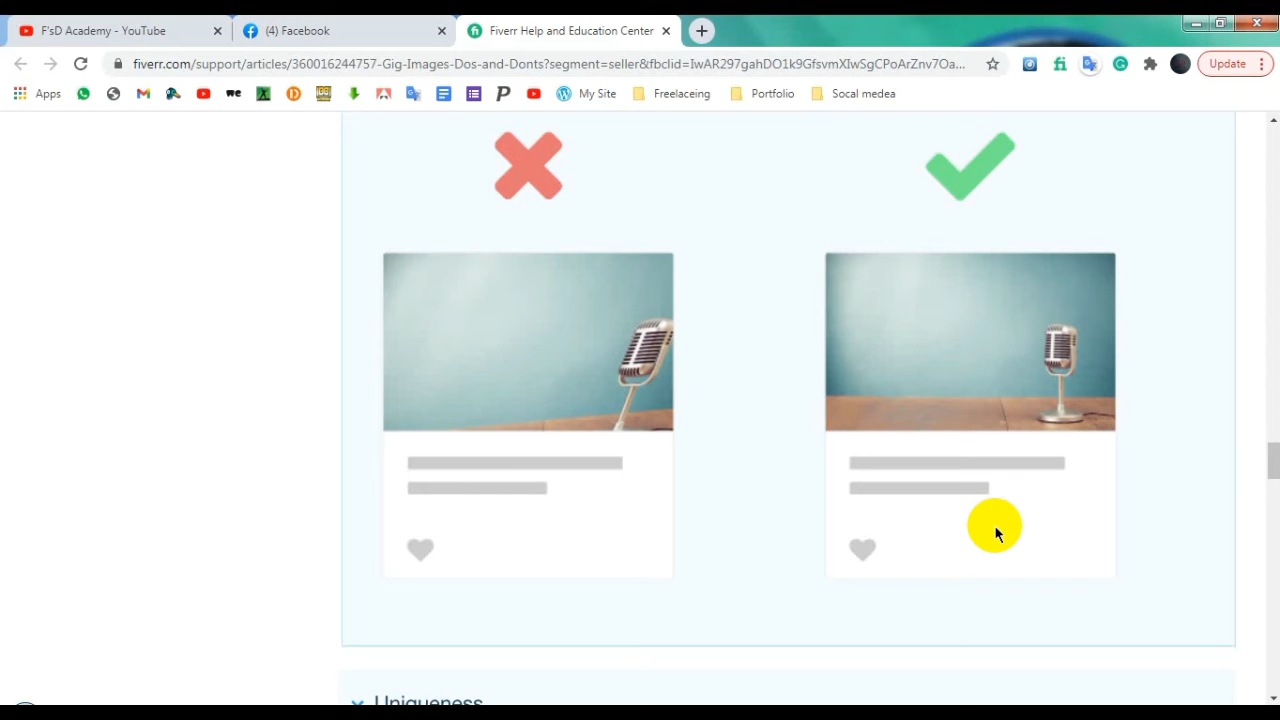 F'sD Academy - YouTube
(4) Facebook
Fiverr Help and Education Center
fiverr.com/support/articles/360016244757-Gig-Images-Dos-and-Donts?segment=seller&fbclid=IwAR297gahDO1k9GfsvmXIwSgCPoArZnv7Oa...
Update
Apps
My Site
Freelaceing
Portfolio
Socal medea
Uniqueness